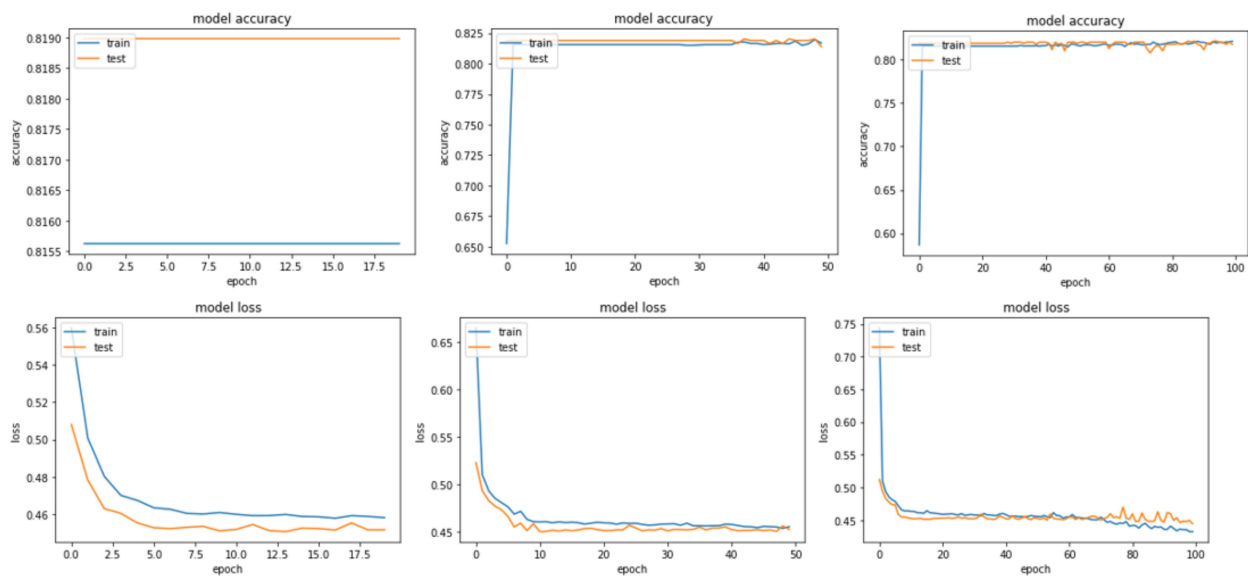 model accuracy
train
test
0.8190
0.8185
0.8180
0.8175
0.8170
0.8165
0.8160
0.8155
accuracy
0.0 2.5 5.0 7.5 10.0 12.5 15.0 17.5
epoch
model accuracy
train
test
0.825
0.800
0.775
0.750
0.725
0.700
0.675
0.650
accuracy
0 10 20 30 40 50
epoch
model accuracy
train
test
0.80
0.75
0.70
0.65
0.60
accuracy
0 20 40 60 80 100
epoch
model loss
train
test
0.56
0.54
0.52
0.50
0.48
0.46
loss
0.0 2.5 5.0 7.5 10.0 12.5 15.0 17.5
epoch
model loss
train
test
0.65
0.60
0.55
0.50
0.45
loss
0 10 20 30 40 50
epoch
model loss
train
test
0.75
0.70
0.65
0.60
0.55
0.50
0.45
loss
0 20 40 60 80 100
epoch